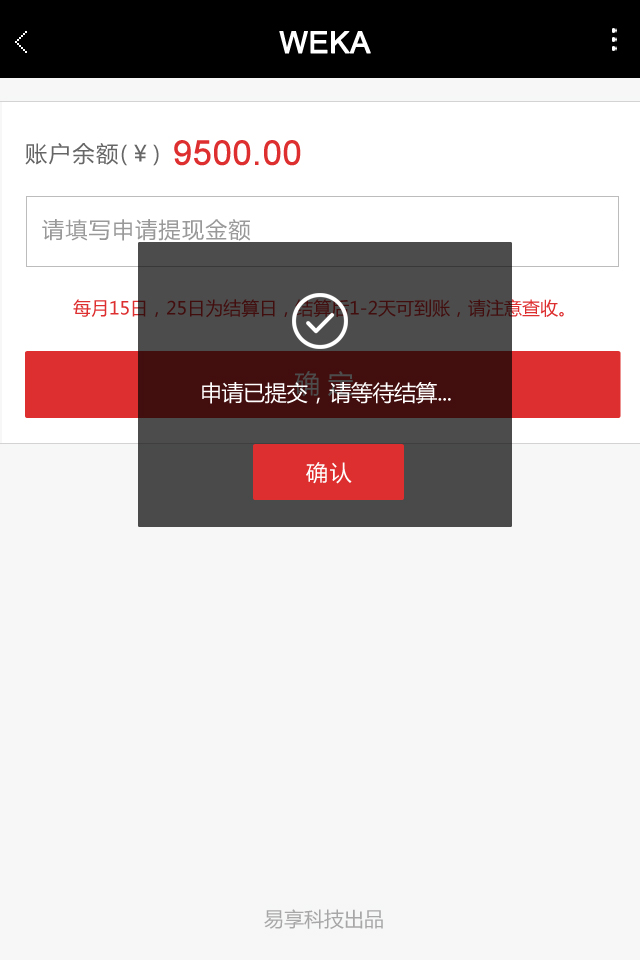 WEKA
账户余额(¥) 9500.00
请填写申请提现金额
每月15日，25日为结算日，结算后1-2天可到账，请注意查收。
确 定
申请已提交，请等待结算...
确认
易享科技出品